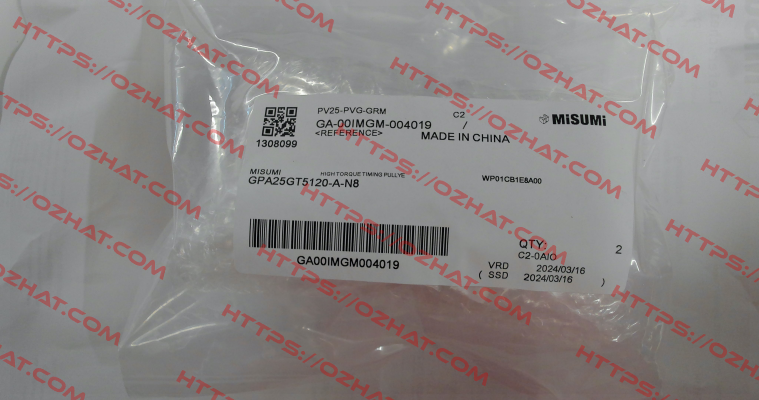 PV25-PVG-GRM C2
GA-00IMGM-004019 /
<REFERENCE> MADE IN CHINA
MiSUMi
1308099
MISUMI HIGH TORQUE TIMING PULLYE
GPA25GT5120-A-N8
WP01CB1E8A00
GA00IMGM004019
QTY: 2
C2-0AIO
VRD 2024/03/16
( SSD 2024/03/16 )
HTTPS://OZHAT.COM